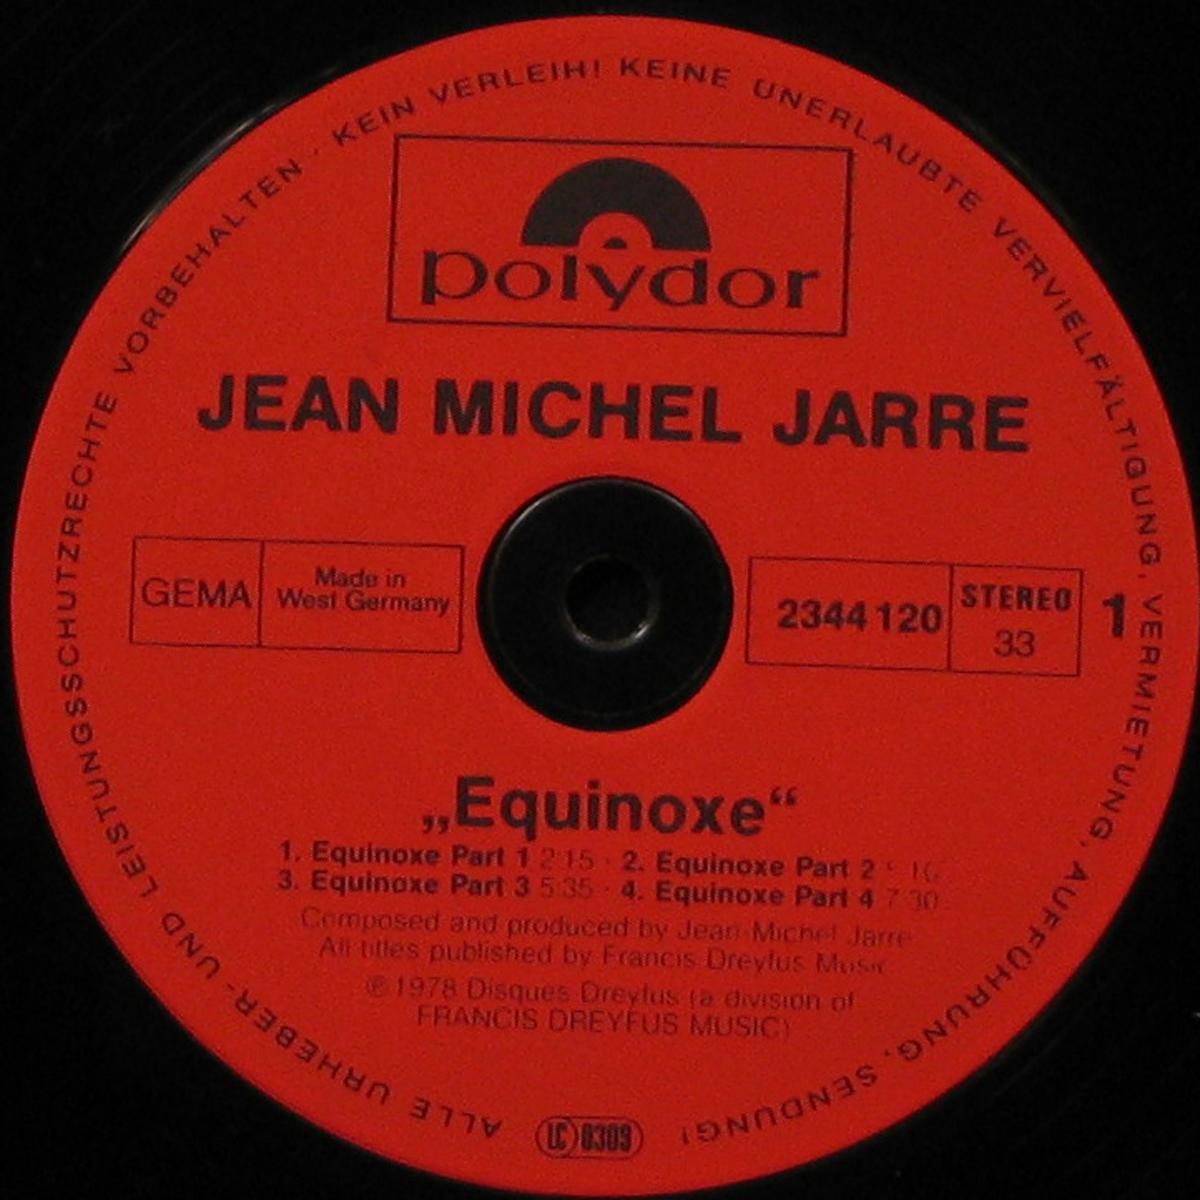 ALLE URHEBER- UND LEISTUNGSSCHUTZRECHTE VORBEHALTEN · KEIN VERLEIH! KEINE UNERLAUBTE VERVIELFÄLTIGUNG, VERMIETUNG, AUFFÜHRUNG, SENDUNG!
polydor
JEAN MICHEL JARRE
GEMA
Made in
West Germany
2344 120
STEREO
33
1
„Equinoxe“
1. Equinoxe Part 1 2:15 · 2. Equinoxe Part 2
3. Equinoxe Part 3 5:35 · 4. Equinoxe Part 4 7:30
Composed and produced by Jean-Michel Jarre
All titles published by Francis Dreyfus Music
℗ 1978 Disques Dreyfus (a division of
FRANCIS DREYFUS MUSIC)
LC 0309